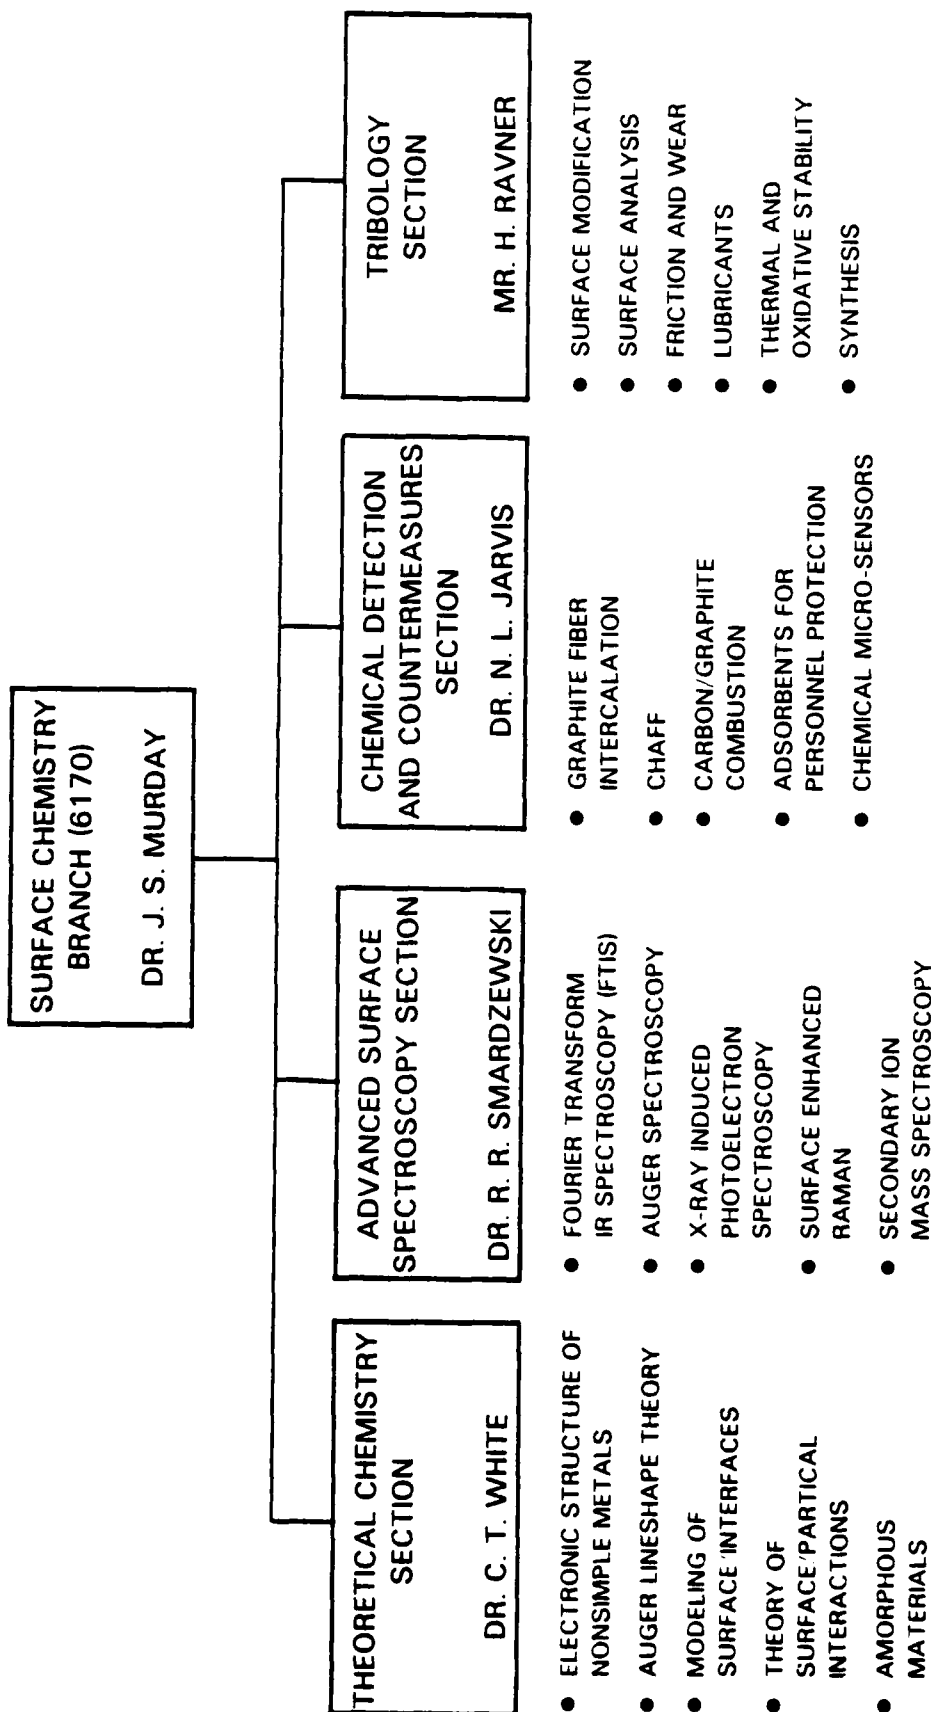 SURFACE CHEMISTRY
BRANCH (6170)
DR. J. S. MURDAY
THEORETICAL CHEMISTRY
SECTION
DR. C. T. WHITE
● ELECTRONIC STRUCTURE OF
NONSIMPLE METALS
● AUGER LINESHAPE THEORY
● MODELING OF
SURFACE/INTERFACES
● THEORY OF
SURFACE/PARTICAL
INTERACTIONS
● AMORPHOUS
MATERIALS
ADVANCED SURFACE
SPECTROSCOPY SECTION
DR. R. R. SMARDZEWSKI
● FOURIER TRANSFORM
IR SPECTROSCOPY (FTIS)
● AUGER SPECTROSCOPY
● X-RAY INDUCED
PHOTOELECTRON
SPECTROSCOPY
● SURFACE ENHANCED
RAMAN
● SECONDARY ION
MASS SPECTROSCOPY
CHEMICAL DETECTION
AND COUNTERMEASURES
SECTION
DR. N. L. JARVIS
● GRAPHITE FIBER
INTERCALATION
● CHAFF
● CARBON/GRAPHITE
COMBUSTION
● ADSORBENTS FOR
PERSONNEL PROTECTION
● CHEMICAL MICRO-SENSORS
TRIBOLOGY
SECTION
MR. H. RAVNER
● SURFACE MODIFICATION
● SURFACE ANALYSIS
● FRICTION AND WEAR
● LUBRICANTS
● THERMAL AND
OXIDATIVE STABILITY
● SYNTHESIS